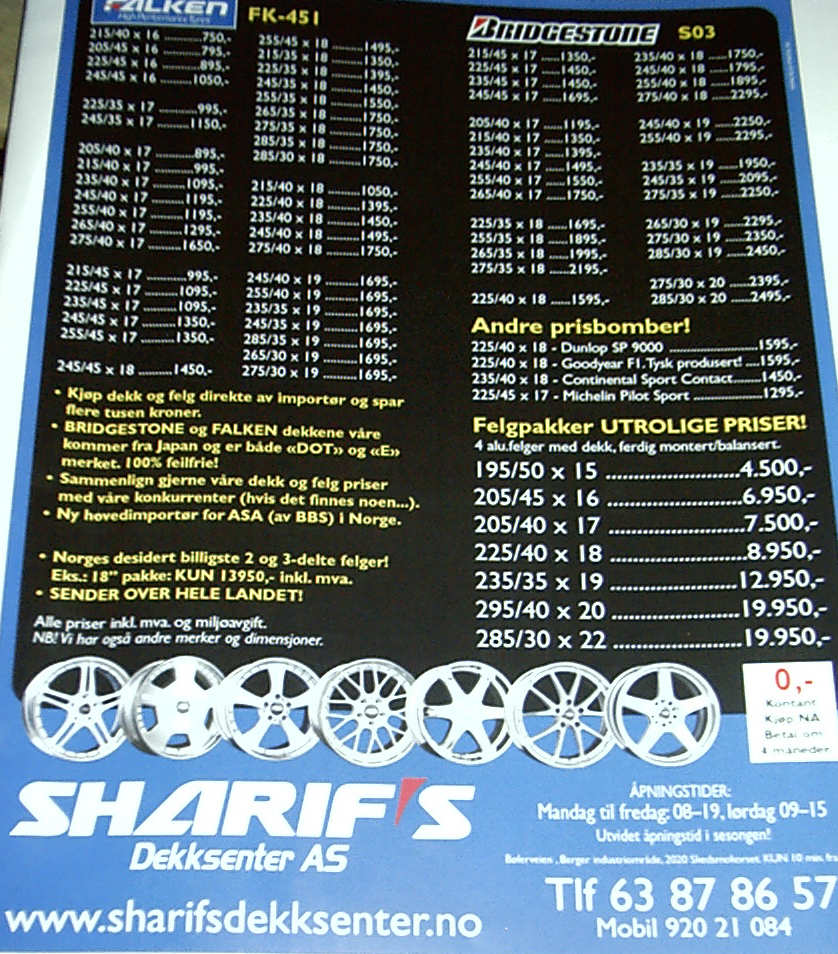 FALKEN
High Performance Tyres
FK-451
215/40 x 16 ........750,-
205/45 x 16 ........795,-
225/45 x 16 ........895,-
245/45 x 16 ........1050,-
225/35 x 17 ........995,-
245/35 x 17 ........1150,-
205/40 x 17 ........895,-
215/40 x 17 ........995,-
235/40 x 17 ........1095,-
245/40 x 17 ........1195,-
255/40 x 17 ........1195,-
265/40 x 17 ........1295,-
275/40 x 17 ........1650,-
215/45 x 17 ........995,-
225/45 x 17 ........1095,-
235/45 x 17 ........1095,-
245/45 x 17 ........1350,-
255/45 x 17 ........1350,-
245/45 x 18 ........1450,-
255/45 x 18 ........1495,-
215/35 x 18 ........1350,-
225/35 x 18 ........1395,-
245/35 x 18 ........1450,-
255/35 x 18 ........1550,-
265/35 x 18 ........1750,-
275/35 x 18 ........1750,-
285/35 x 18 ........1750,-
285/30 x 18 ........1750,-
215/40 x 18 ........1050,-
225/40 x 18 ........1395,-
235/40 x 18 ........1450,-
245/40 x 18 ........1495,-
275/40 x 18 ........1750,-
245/40 x 19 ........1695,-
255/40 x 19 ........1695,-
235/35 x 19 ........1695,-
245/35 x 19 ........1695,-
285/35 x 19 ........1695,-
265/30 x 19 ........1695,-
275/30 x 19 ........1695,-
• Kjøp dekk og felg direkte av importør og spar
flere tusen kroner.
• BRIDGESTONE og FALKEN dekkene våre
kommer fra Japan og er både «DOT» og «E»
merket. 100% feilfrie!
• Sammenlign gjerne våre dekk og felg priser
med våre konkurrenter (hvis det finnes noen...).
• Ny hovedimportør for ASA (av BBS) i Norge.
• Norges desidert billigste 2 og 3-delte felger!
Eks.: 18" pakke: KUN 13950,- inkl. mva.
• SENDER OVER HELE LANDET!
Alle priser inkl. mva. og miljøavgift.
NB! Vi har også andre merker og dimensjoner.
BRIDGESTONE S03
215/45 x 17 .....1350,-
225/45 x 17 .....1450,-
235/45 x 17 .....1450,-
245/45 x 17 .....1695,-
205/40 x 17 .....1195,-
215/40 x 17 .....1350,-
235/40 x 17 .....1395,-
245/40 x 17 .....1495,-
255/40 x 17 .....1550,-
265/40 x 17 .....1750,-
225/35 x 18 .....1695,-
255/35 x 18 .....1895,-
265/35 x 18 .....1995,-
275/35 x 18 .....2195,-
225/40 x 18 .....1595,-
235/40 x 18 .....1750,-
245/40 x 18 .....1795,-
255/40 x 18 .....1895,-
275/40 x 18 .....2295,-
245/40 x 19 .....2250,-
255/40 x 19 .....2295,-
235/35 x 19 .....1950,-
245/35 x 19 .....2095,-
275/35 x 19 .....2250,-
265/30 x 19 .....2295,-
275/30 x 19 .....2350,-
285/30 x 19 .....2450,-
275/30 x 20 .....2395,-
285/30 x 20 .....2495,-
Andre prisbomber!
225/40 x 18 - Dunlop SP 9000 ....................1595,-
225/40 x 18 - Goodyear F1. Tysk produsert! ....1595,-
235/40 x 18 - Continental Sport Contact........1450,-
225/45 x 17 - Michelin Pilot Sport ................1295,-
Felgpakker UTROLIGE PRISER!
4 alu.felger med dekk, ferdig montert/balansert.
195/50 x 15 ......................4.500,-
205/45 x 16 ......................6.950,-
205/40 x 17 ......................7.500,-
225/40 x 18 ......................8.950,-
235/35 x 19 ......................12.950,-
295/40 x 20 ......................19.950,-
285/30 x 22 ......................19.950,-
0,-
Kontant
Kjøp NÅ
Betal om
4 måneder
SHARIF'S
Dekksenter AS
www.sharifsdekksenter.no
ÅPNINGSTIDER:
Mandag til fredag: 08–19, lørdag 09–15
Utvidet åpningstid i sesongen!
Bølerveien, Berger industriområde, 2020 Skedsmokorset. KUN 10 min. fra
Tlf 63 87 86 57
Mobil 920 21 084